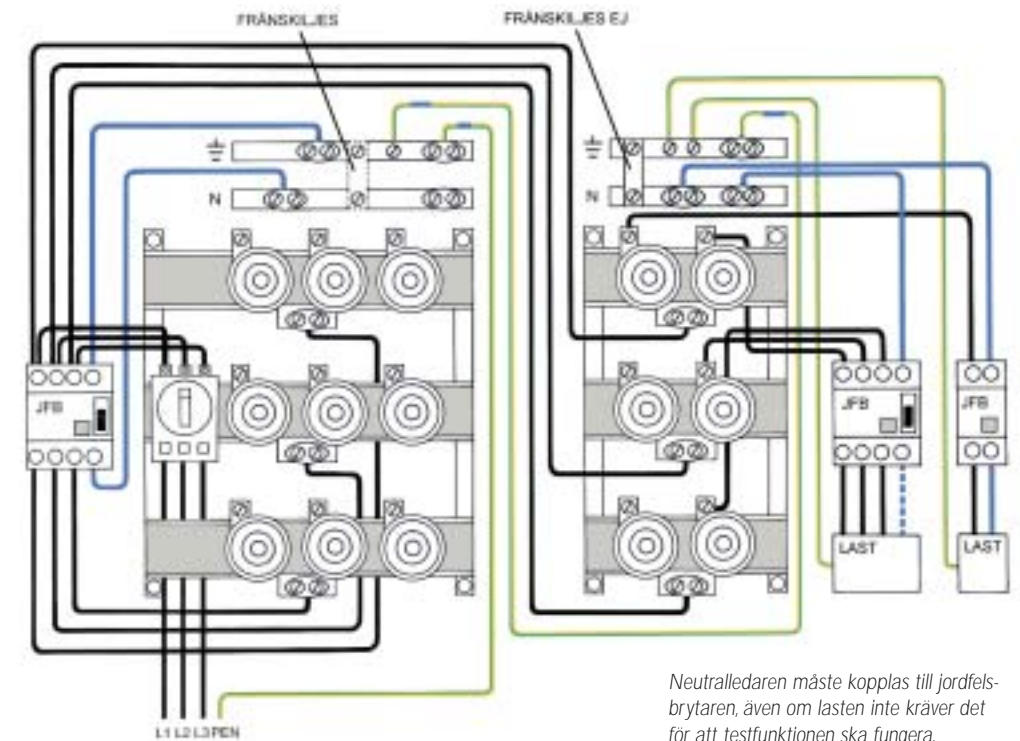 FRÅNSKILJES
FRÅNSKILJES EJ
N
N
JFB
JFB
JFB
LAST
LAST
L1 L2 L3 PEN
Neutralledaren måste kopplas till jordfels-
brytaren, även om lasten inte kräver det
för att testfunktionen ska fungera.